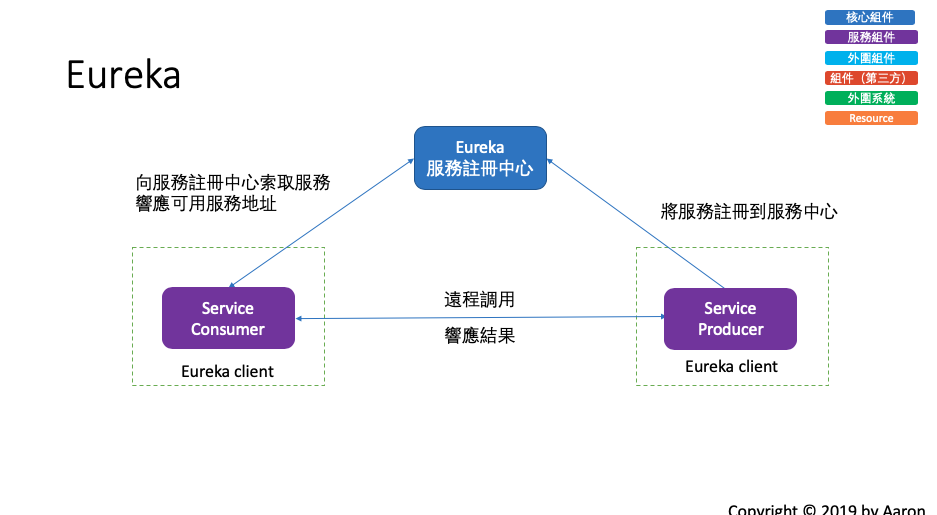 核心組件
服務組件
外圍組件
組件（第三方）
外圍系統
Resource
Eureka
Eureka
服務註冊中心
向服務註冊中心索取服務
響應可用服務地址
將服務註冊到服務中心
遠程調用
響應結果
Service
Consumer
Eureka client
Service
Producer
Eureka client
Copyright © 2019 by Aaron